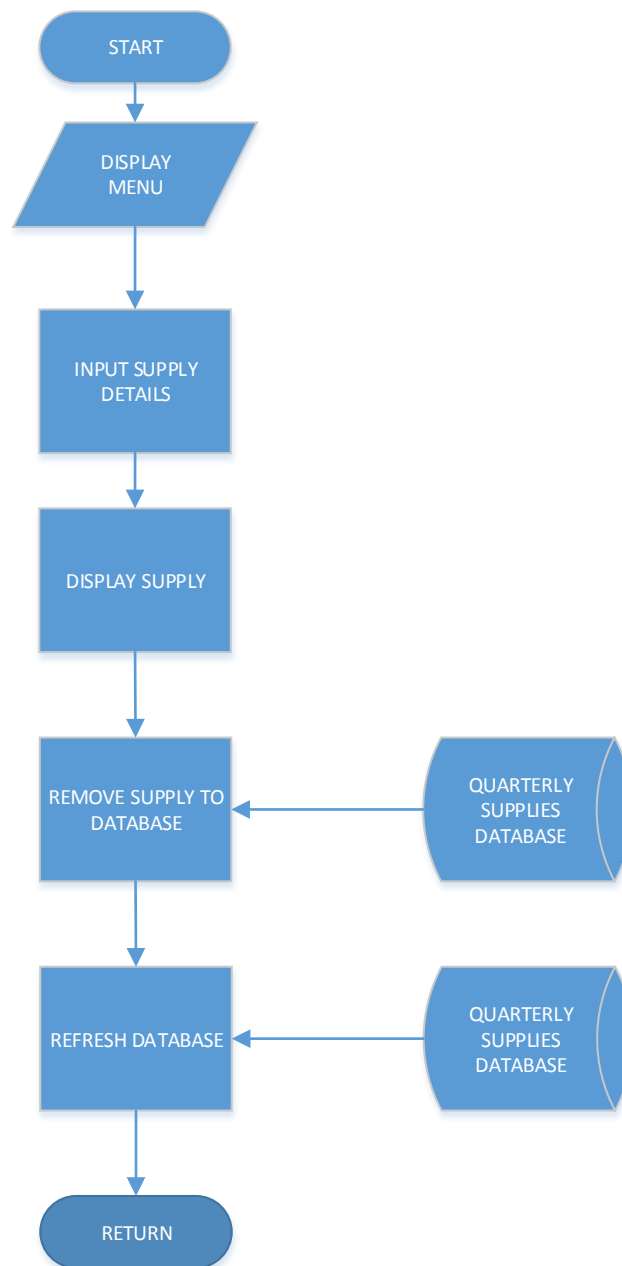 START
DISPLAY
MENU
INPUT SUPPLY
DETAILS
DISPLAY SUPPLY
REMOVE SUPPLY TO
DATABASE
QUARTERLY
SUPPLIES
DATABASE
REFRESH DATABASE
QUARTERLY
SUPPLIES
DATABASE
RETURN